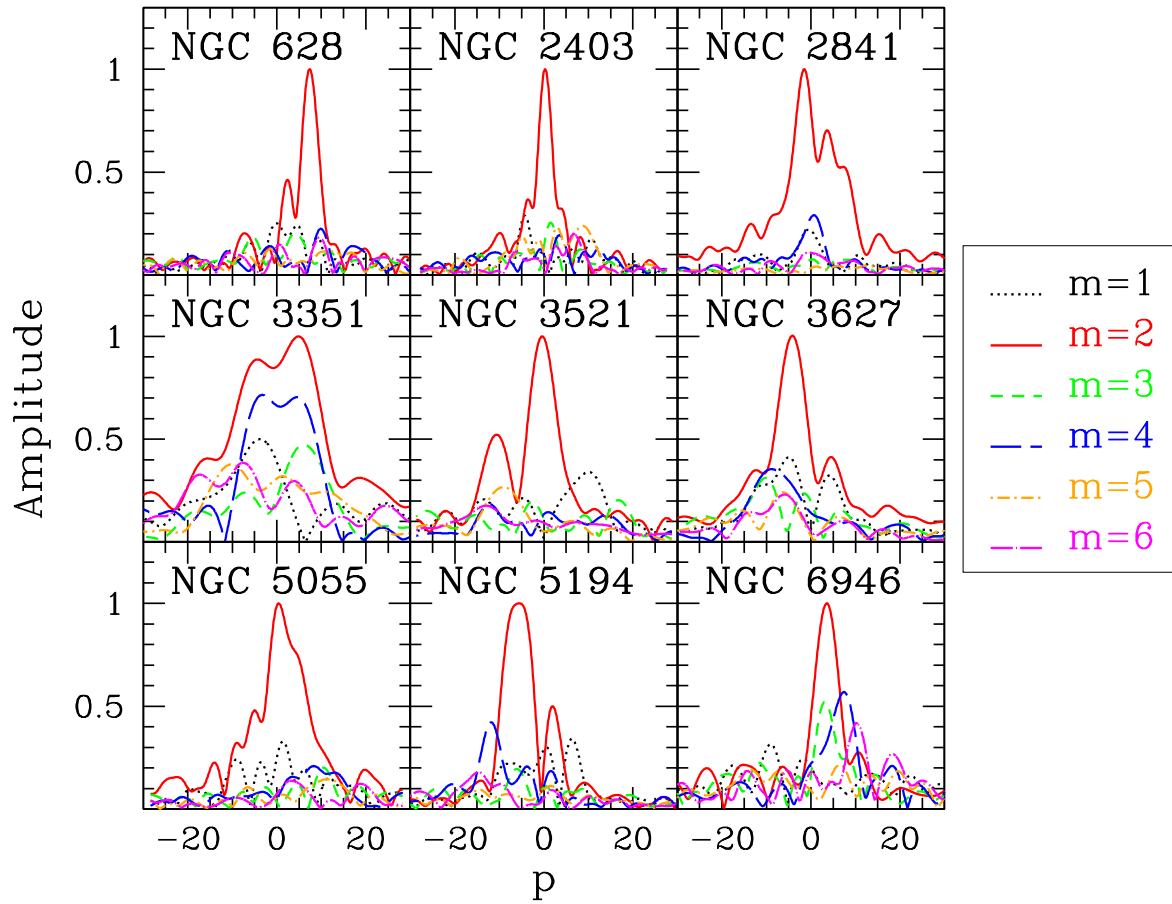 NGC 628
NGC 2403
NGC 2841
1
0.5
NGC 3351
NGC 3521
NGC 3627
1
0.5
NGC 5055
NGC 5194
NGC 6946
1
0.5
−20 0 20
−20 0 20
−20 0 20
p
Amplitude
m=1
m=2
m=3
m=4
m=5
m=6